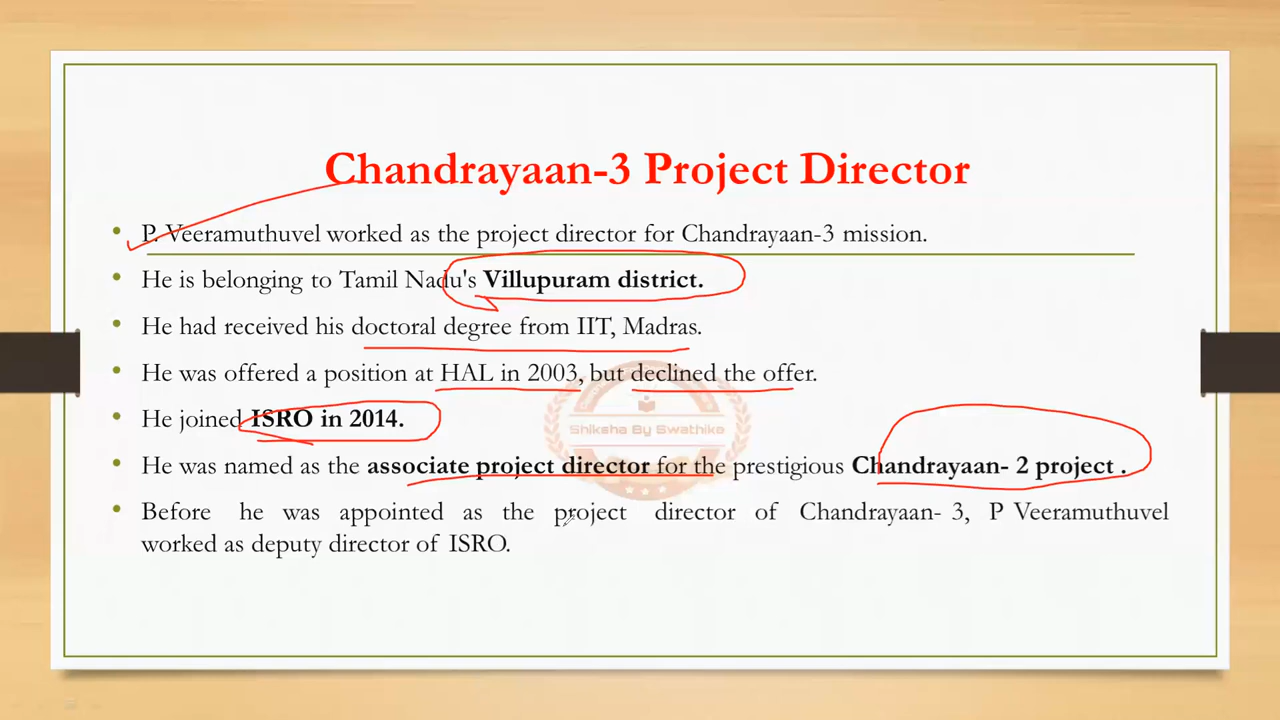 Chandrayaan-3 Project Director
• P. Veeramuthuvel worked as the project director for Chandrayaan-3 mission.
• He is belonging to Tamil Nadu's Villupuram district.
• He had received his doctoral degree from IIT, Madras.
• He was offered a position at HAL in 2003, but declined the offer.
• He joined ISRO in 2014.
Shiksha By Swathika
• He was named as the associate project director for the prestigious Chandrayaan- 2 project .
• Before he was appointed as the project director of Chandrayaan- 3, P Veeramuthuvel
worked as deputy director of ISRO.